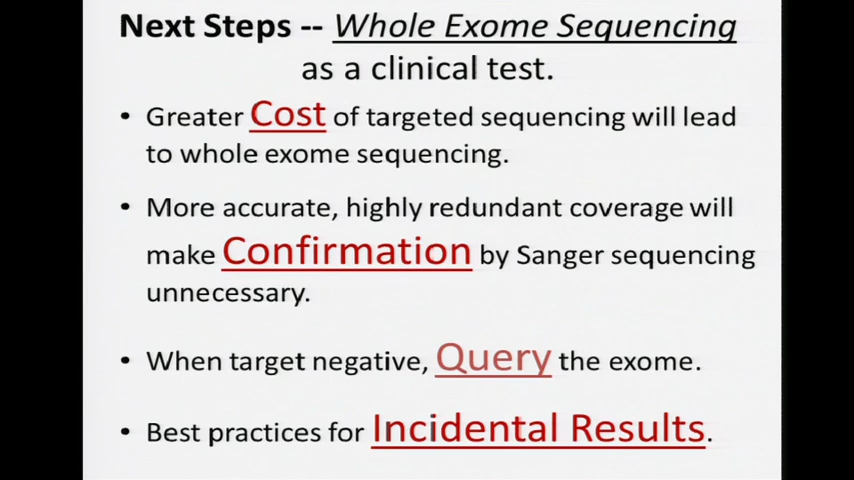 Next Steps -- Whole Exome Sequencing
as a clinical test.
• Greater Cost of targeted sequencing will lead
to whole exome sequencing.
• More accurate, highly redundant coverage will
make Confirmation by Sanger sequencing
unnecessary.
• When target negative, Query the exome.
• Best practices for Incidental Results.